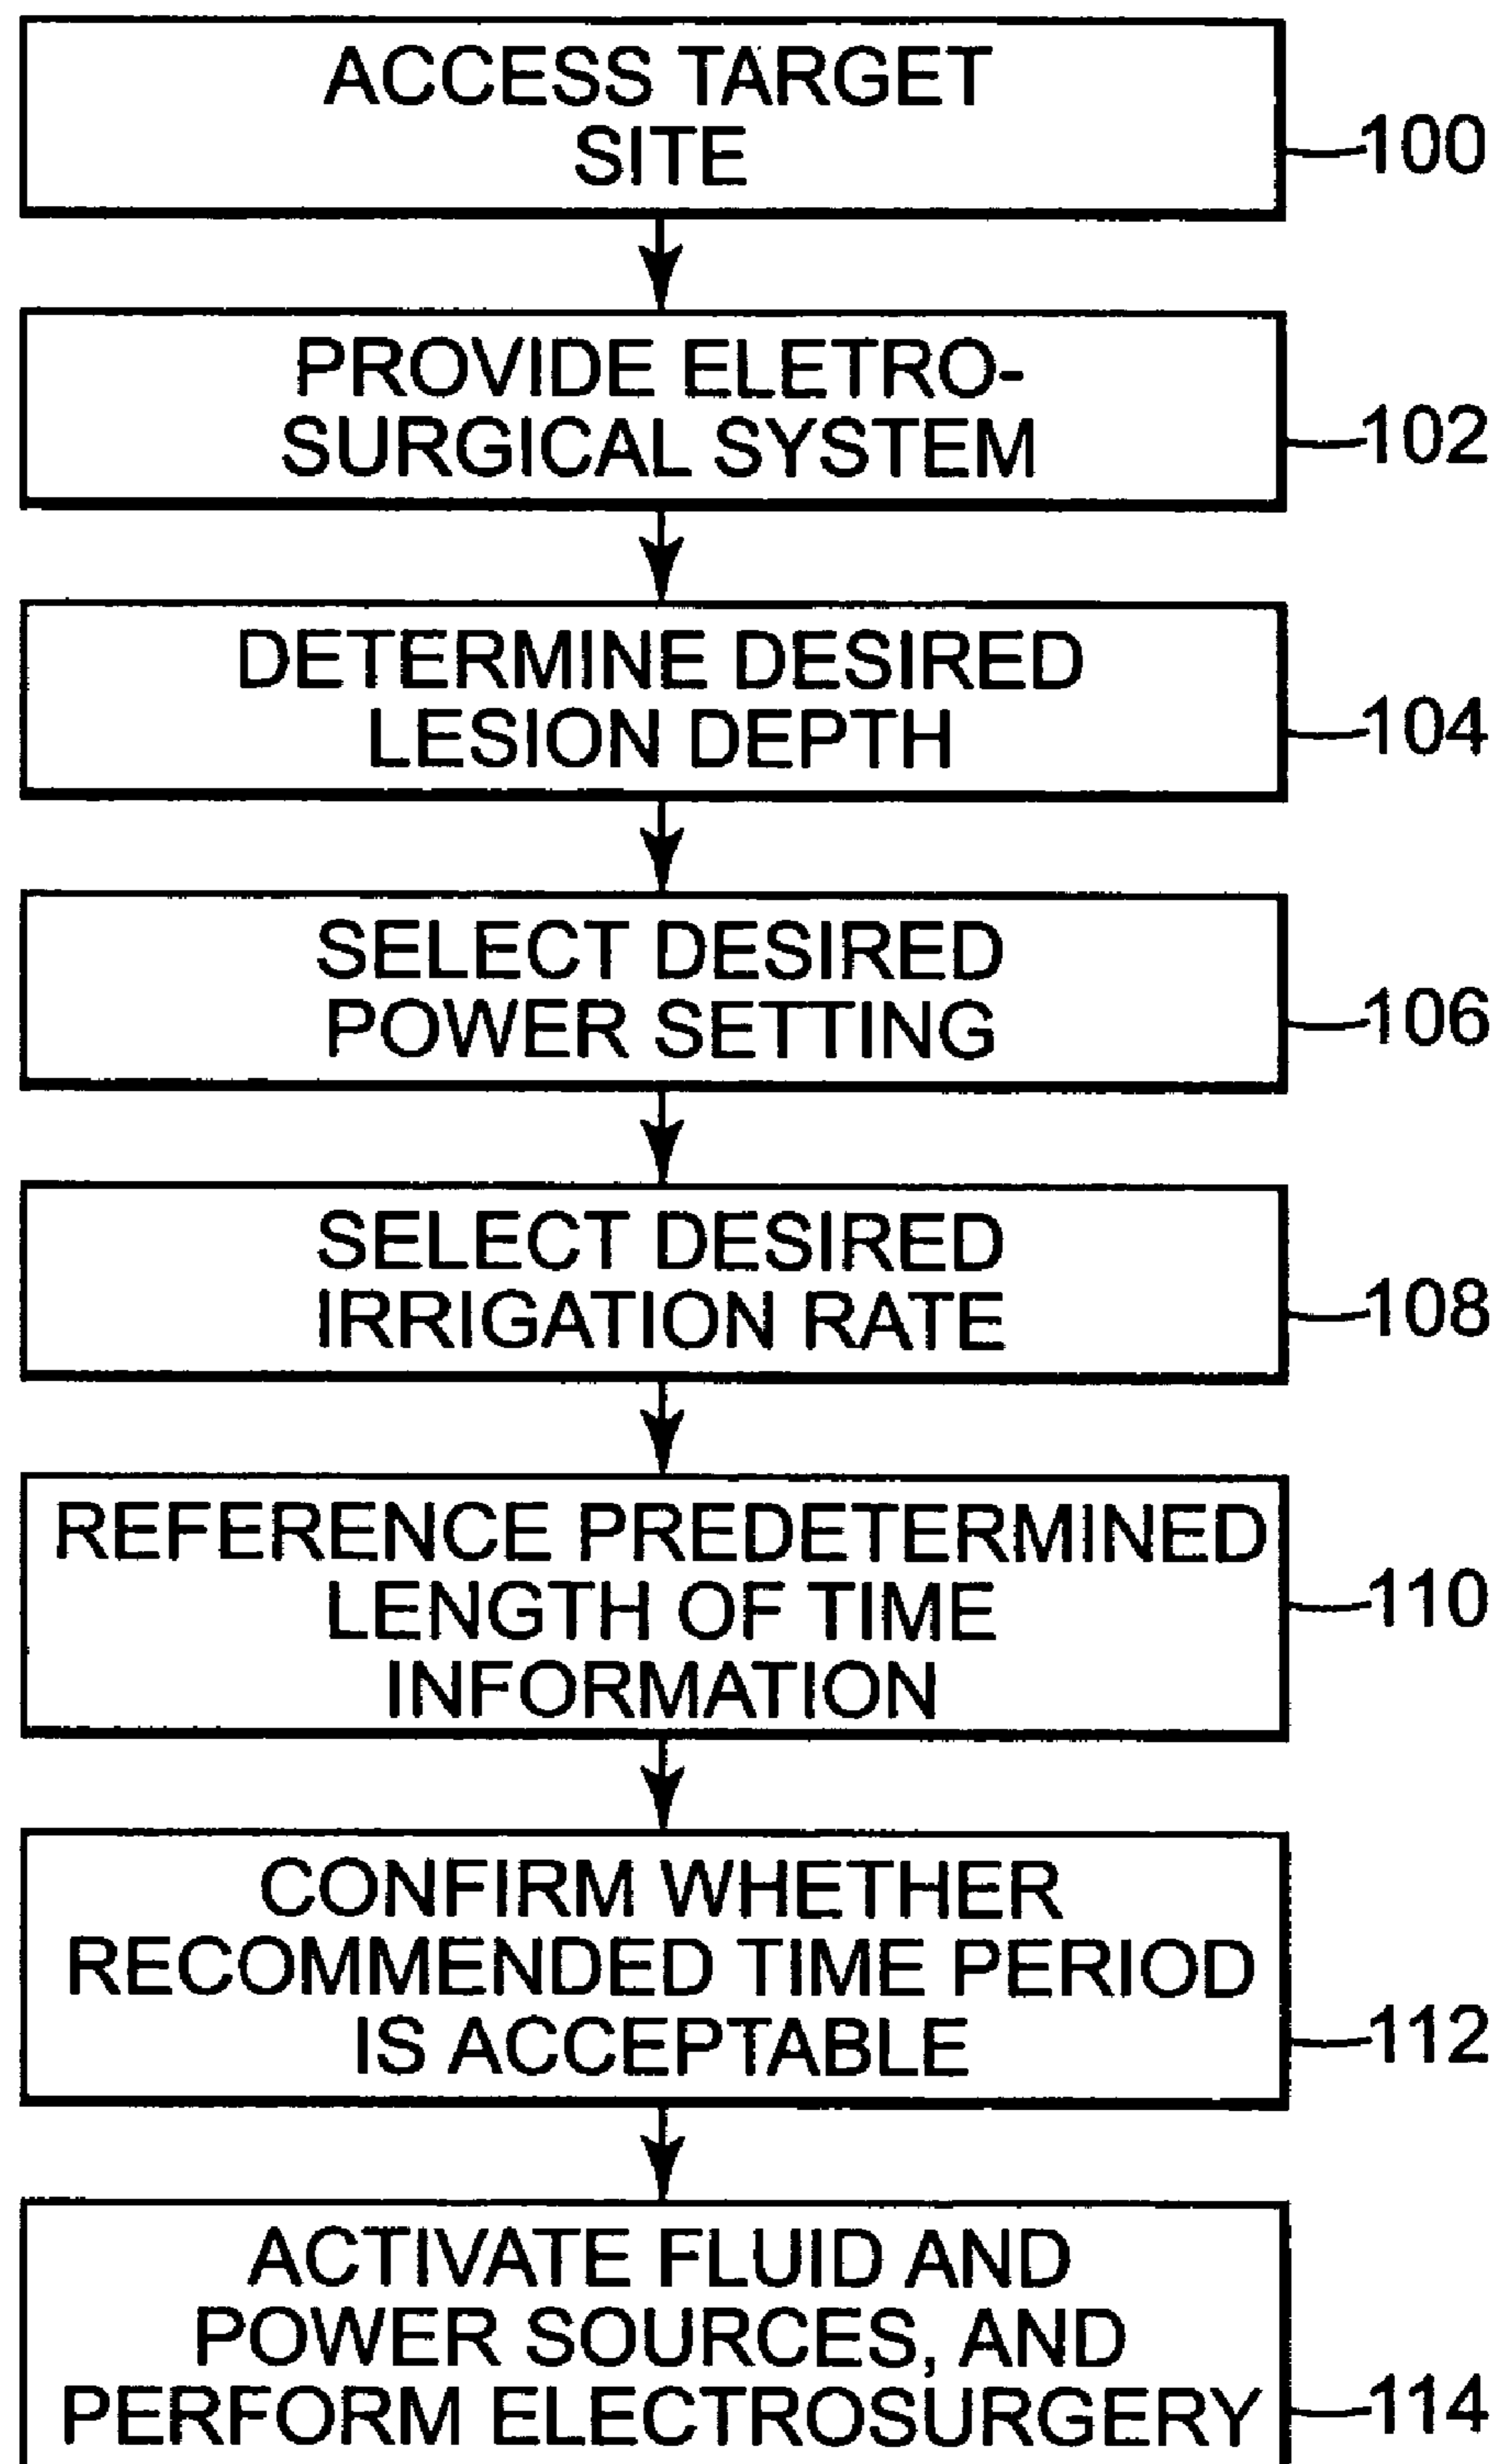 ACCESS TARGET
SITE
100
PROVIDE ELETRO-
SURGICAL SYSTEM
102
DETERMINE DESIRED
LESION DEPTH
104
SELECT DESIRED
POWER SETTING
106
SELECT DESIRED
IRRIGATION RATE
108
REFERENCE PREDETERMINED
LENGTH OF TIME
INFORMATION
110
CONFIRM WHETHER
RECOMMENDED TIME PERIOD
IS ACCEPTABLE
112
ACTIVATE FLUID AND
POWER SOURCES, AND
PERFORM ELECTROSURGERY
114